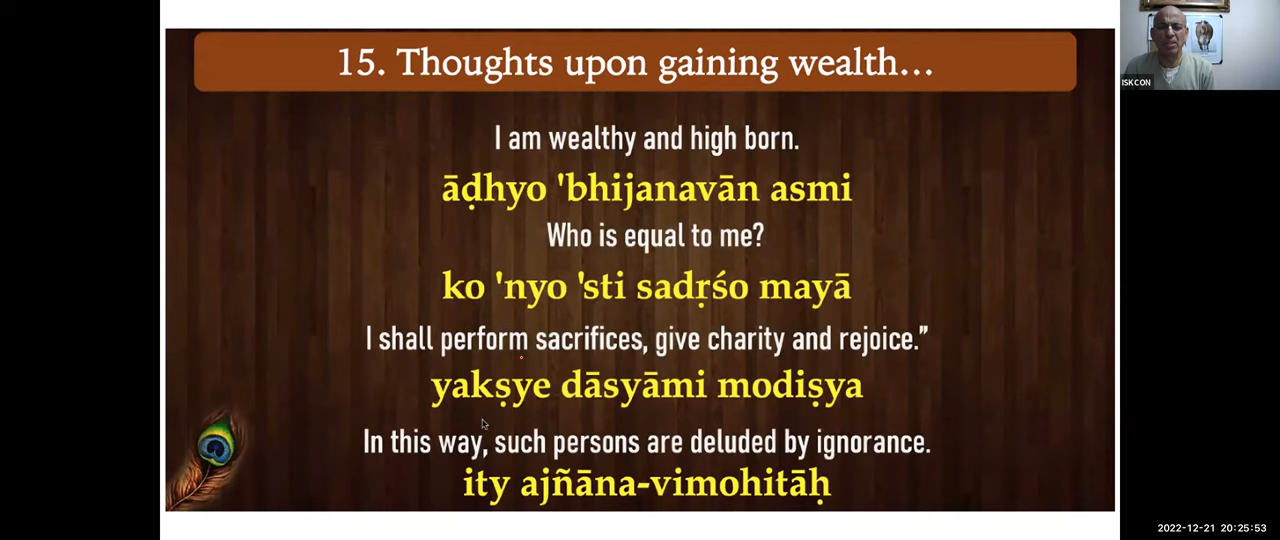 15. Thoughts upon gaining wealth...
I am wealthy and high born.
āḍhyo 'bhijanavān asmi
Who is equal to me?
ko 'nyo 'sti sadṛśo mayā
I shall perform sacrifices, give charity and rejoice.”
yakṣye dāsyāmi modiṣya
In this way, such persons are deluded by ignorance.
ity ajñāna-vimohitāḥ
ISKCON
2022-12-21 20:25:53